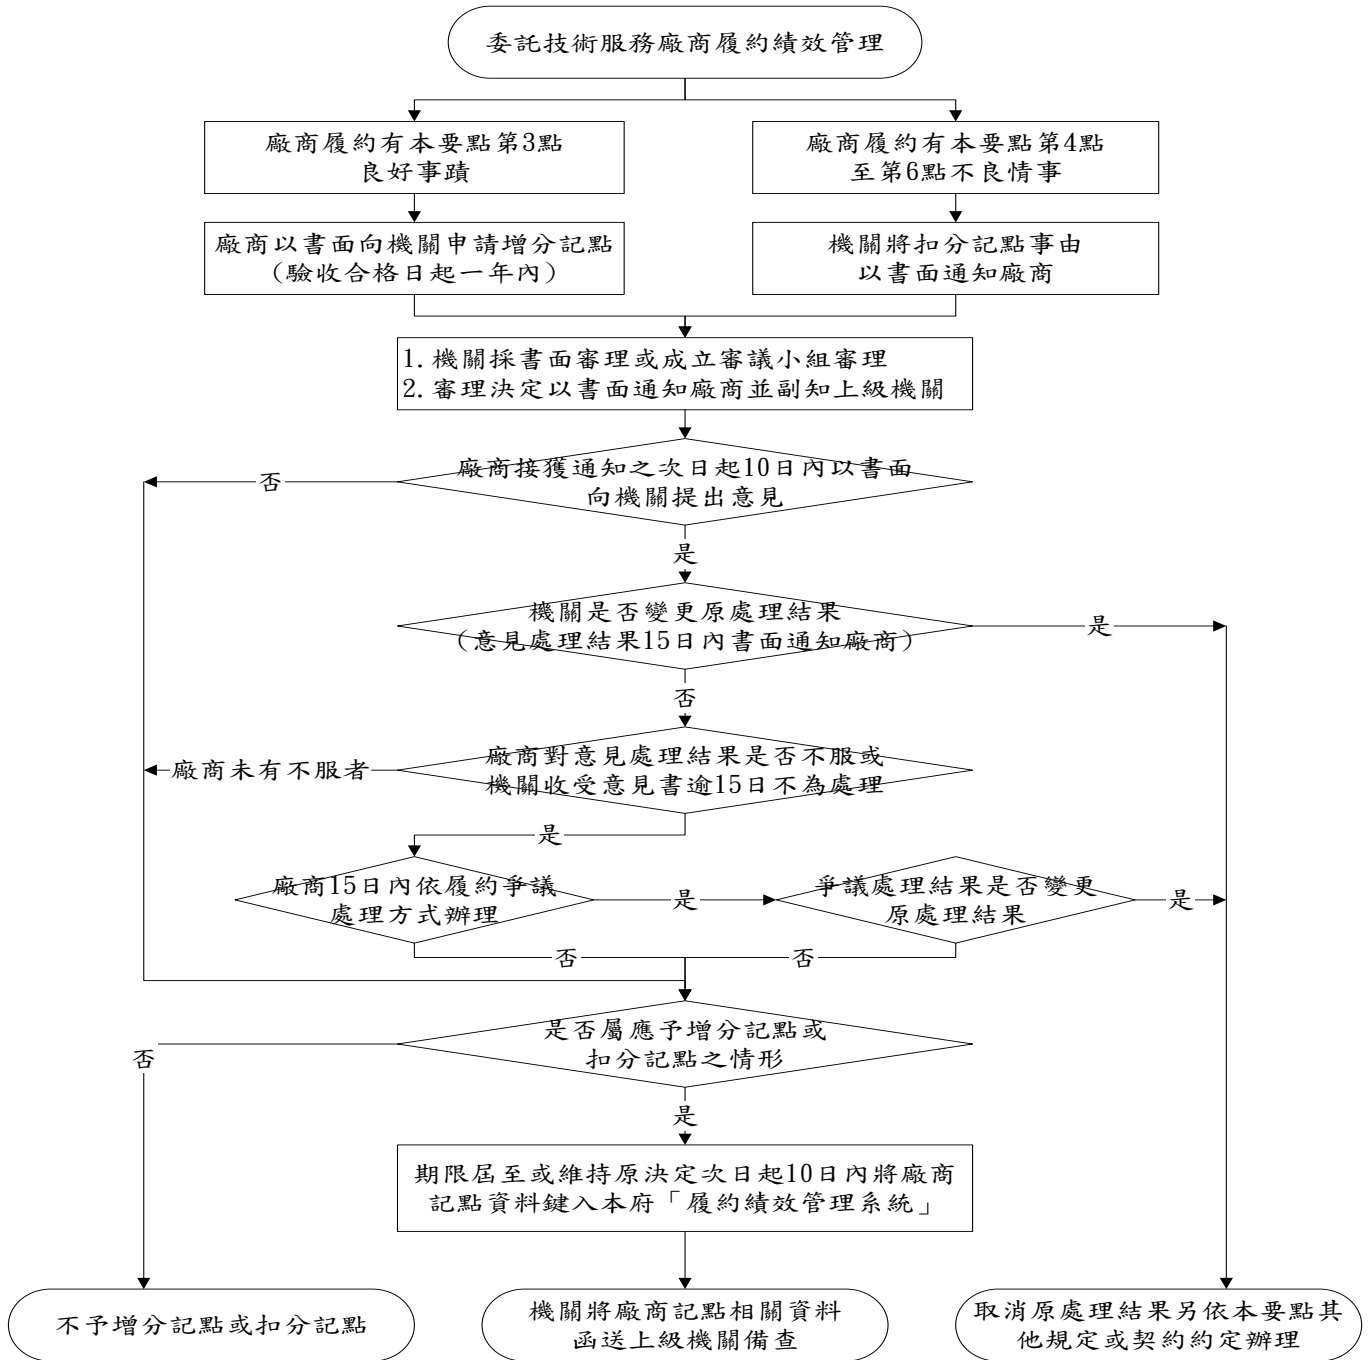 委託技術服務廠商履約績效管理
廠商履約有本要點第3點
良好事蹟
廠商履約有本要點第4點
至第6點不良情事
廠商以書面向機關申請增分記點
(驗收合格日起一年內)
機關將扣分記點事由
以書面通知廠商
1. 機關採書面審理或成立審議小組審理
2. 審理決定以書面通知廠商並副知上級機關
廠商接獲通知之次日起10日內以書面
向機關提出意見
否
是
機關是否變更原處理結果
(意見處理結果15日內書面通知廠商)
是
否
廠商對意見處理結果是否不服或
機關收受意見書逾15日不為處理
廠商未有不服者
是
廠商15日內依履約爭議
處理方式辦理
是
爭議處理結果是否變更
原處理結果
是
否
否
是否屬應予增分記點或
扣分記點之情形
否
是
期限屆至或維持原決定次日起10日內將廠商
記點資料鍵入本府「履約績效管理系統」
不予增分記點或扣分記點
機關將廠商記點相關資料
函送上級機關備查
取消原處理結果另依本要點其
他規定或契約約定辦理